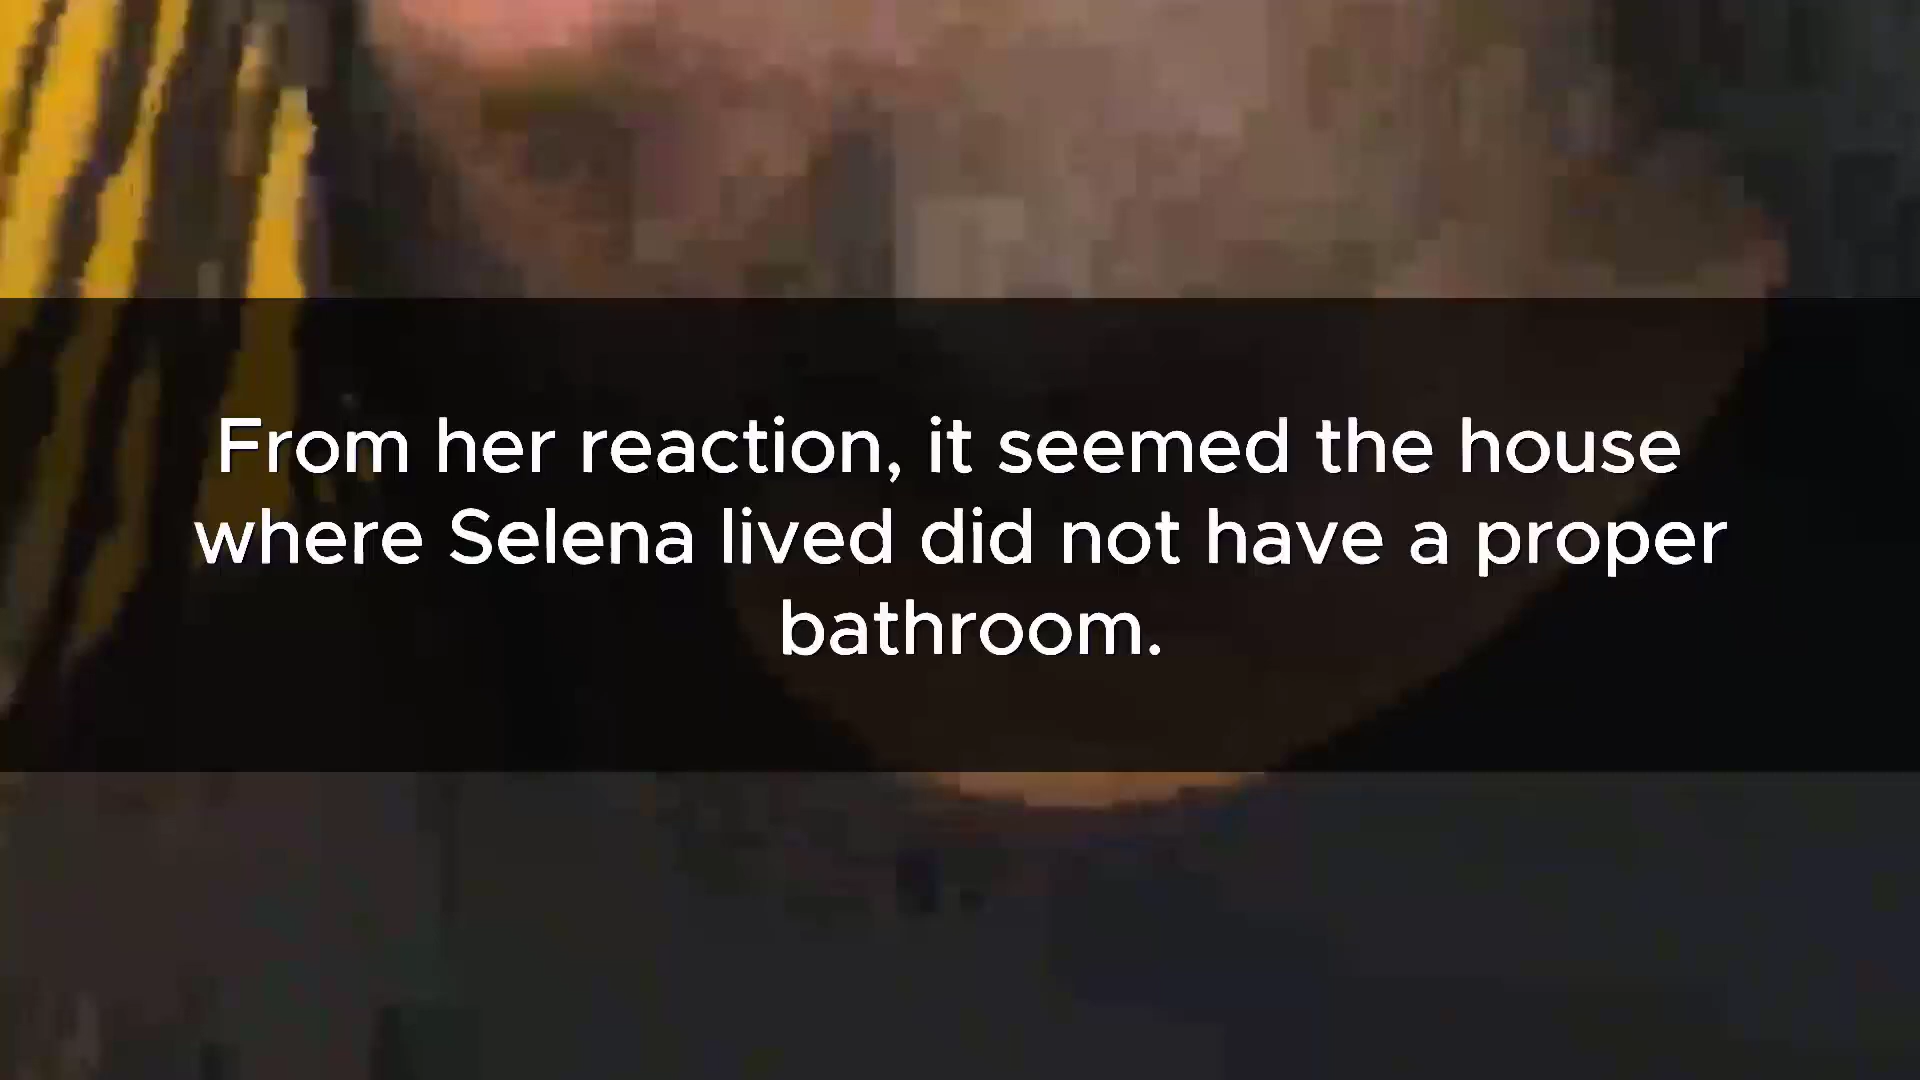 From her reaction, it seemed the house
where Selena lived did not have a proper
bathroom.